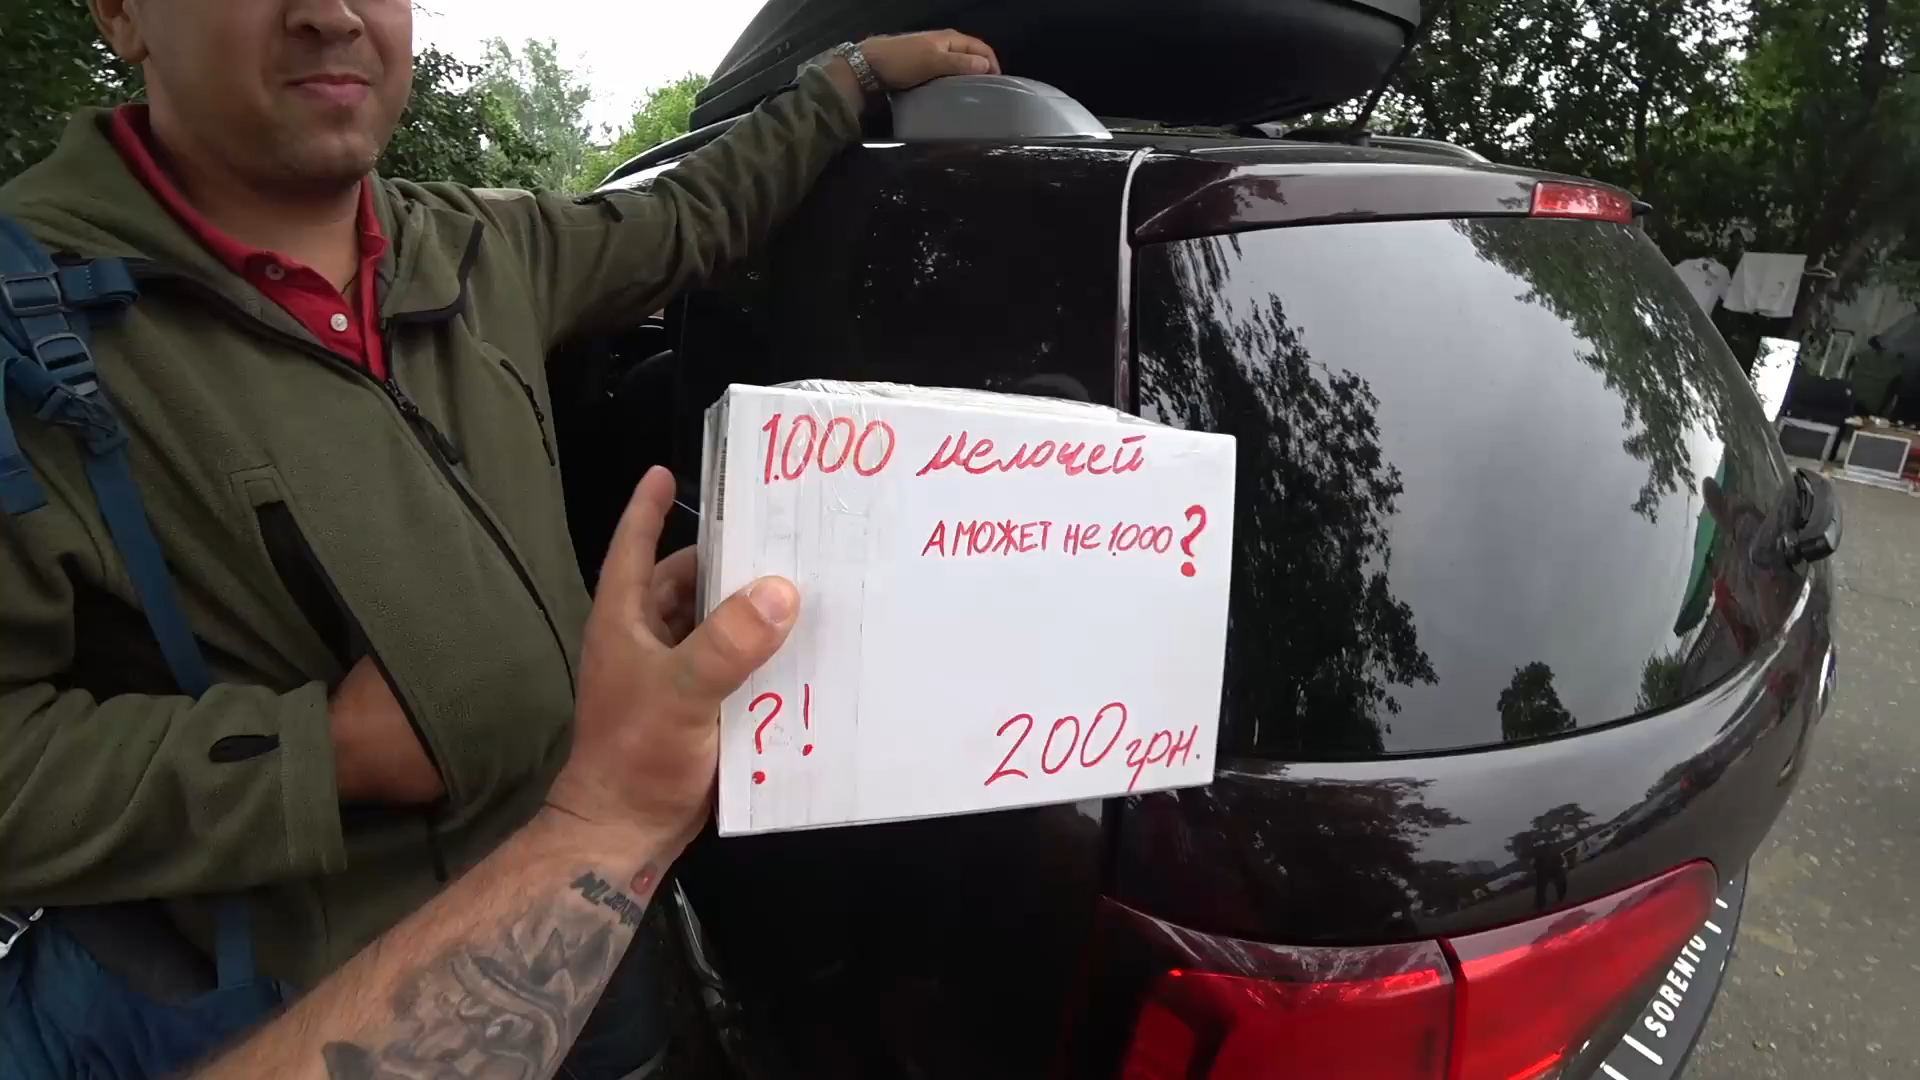 1.000 мелочей
А МОЖЕТ Не 1.000?
?!
200 грн.
SORENTO